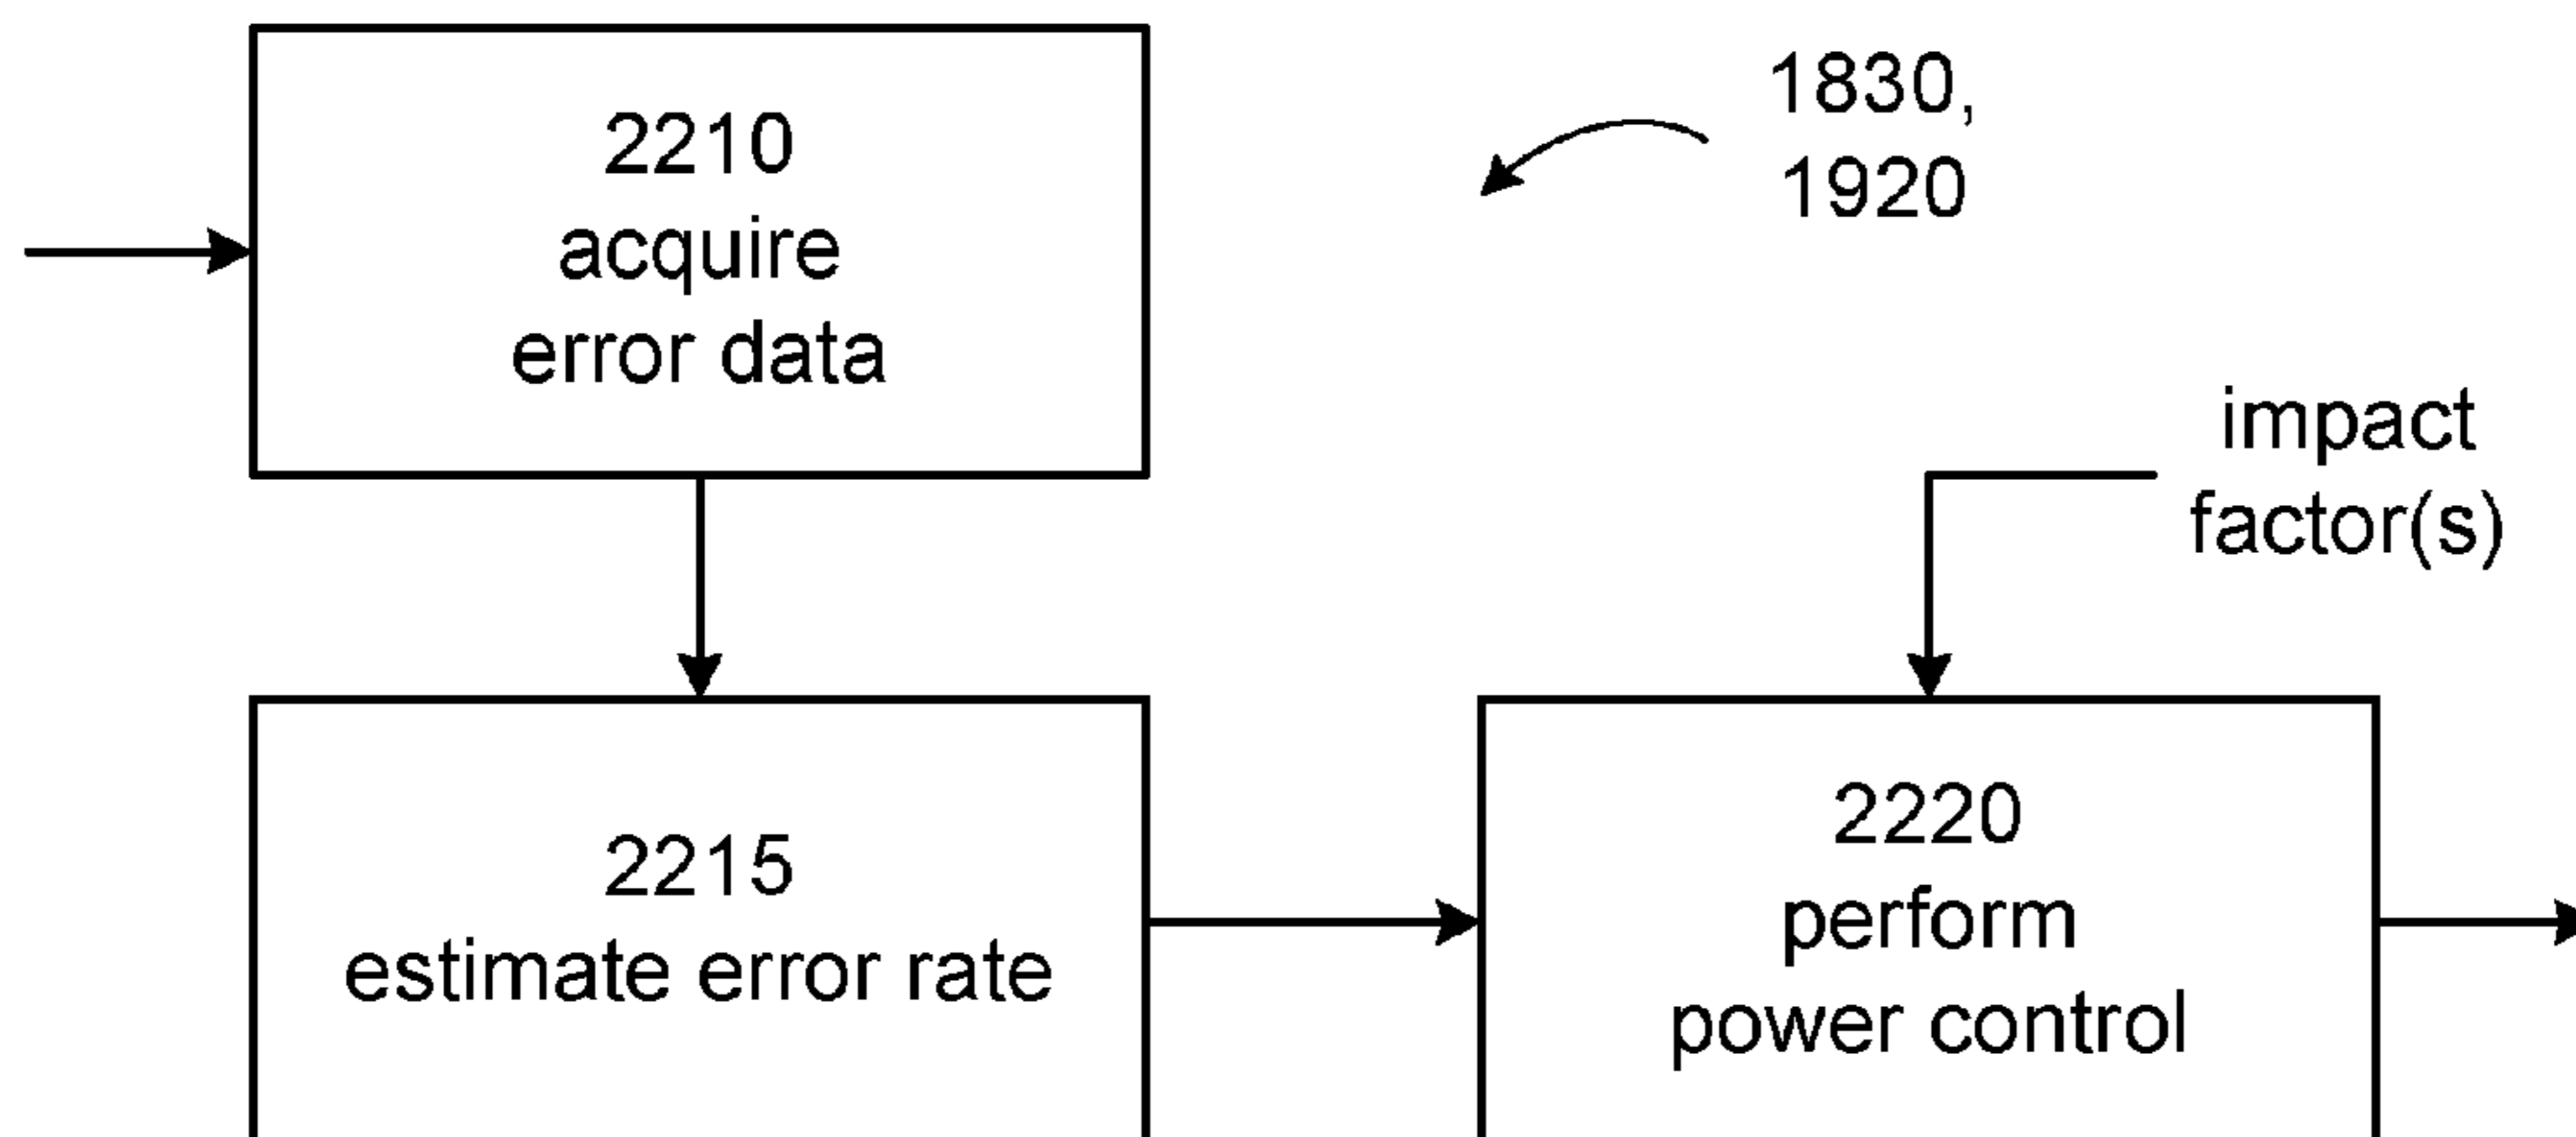 2210
acquire
error data
1830,
1920
impact
factor(s)
2215
estimate error rate
2220
perform
power control